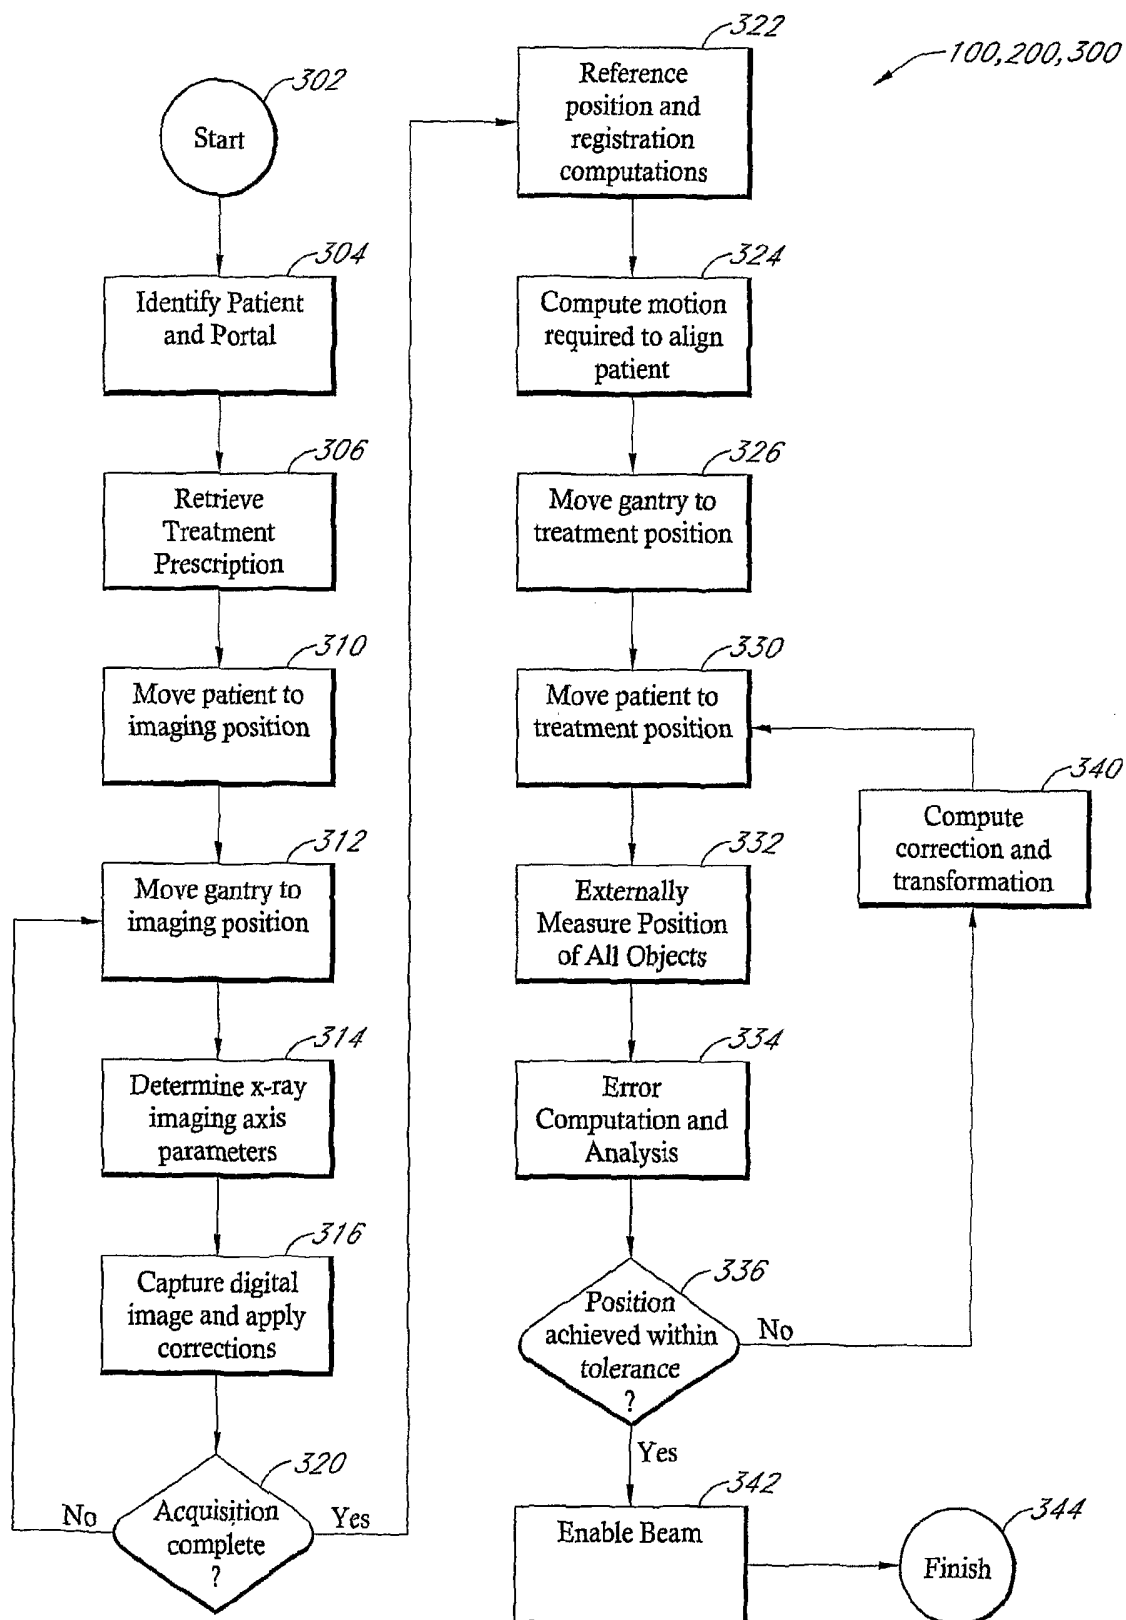 302
Start
304
Identify Patient
and Portal
306
Retrieve
Treatment
Prescription
310
Move patient to
imaging position
312
Move gantry to
imaging position
314
Determine x-ray
imaging axis
parameters
316
Capture digital
image and apply
corrections
320
Acquisition
complete
?
No
Yes
322
Reference
position and
registration
computations
100,200,300
324
Compute motion
required to align
patient
326
Move gantry to
treatment position
330
Move patient to
treatment position
340
Compute
correction and
transformation
332
Externally
Measure Position
of All Objects
334
Error
Computation and
Analysis
336
Position
achieved within
tolerance
?
No
Yes
342
Enable Beam
344
Finish